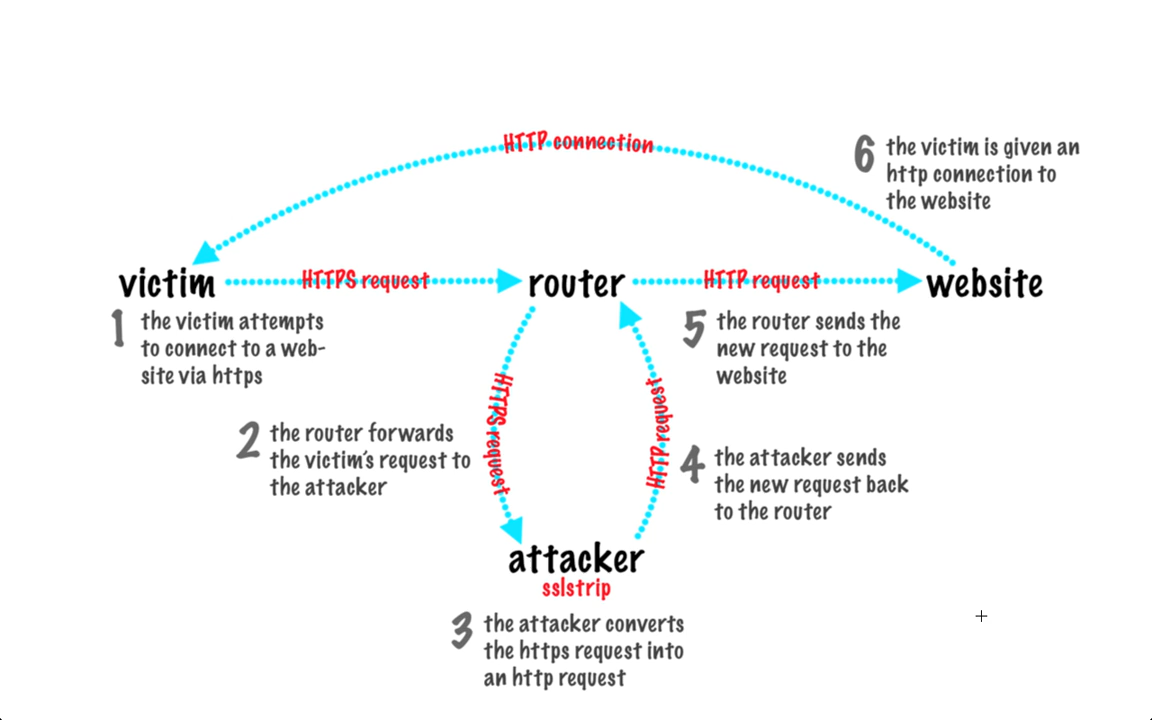 HTTP connection
6 the victim is given an
http connection to
the website
victim
HTTPS request
router
HTTP request
website
1 the victim attempts
to connect to a web-
site via https
5 the router sends the
new request to the
website
HTTPS request
HTTP request
2 the router forwards
the victim's request to
the attacker
4 the attacker sends
the new request back
to the router
attacker
sslstrip
3 the attacker converts
the https request into
an http request